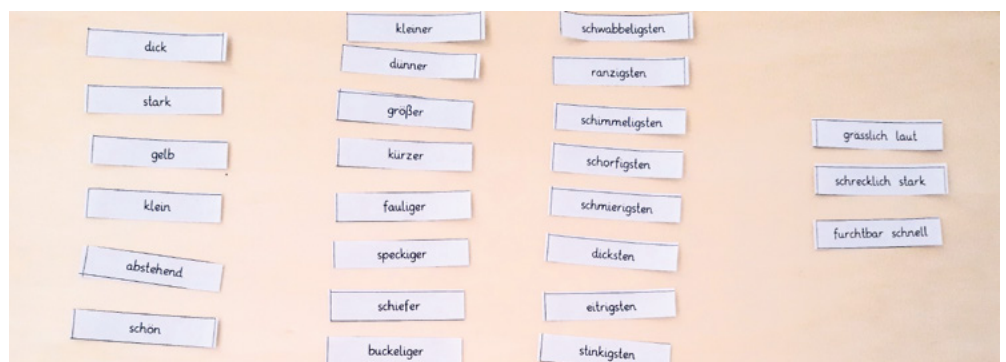 dick
stark
gelb
klein
abstehend
schön
kleiner
dünner
größer
kürzer
fauliger
speckiger
schiefer
buckeliger
schwabbeligsten
ranzigsten
schimmeligsten
schorfigsten
schmierigsten
dicksten
eitrigsten
stinkigsten
grässlich laut
schrecklich stark
furchtbar schnell